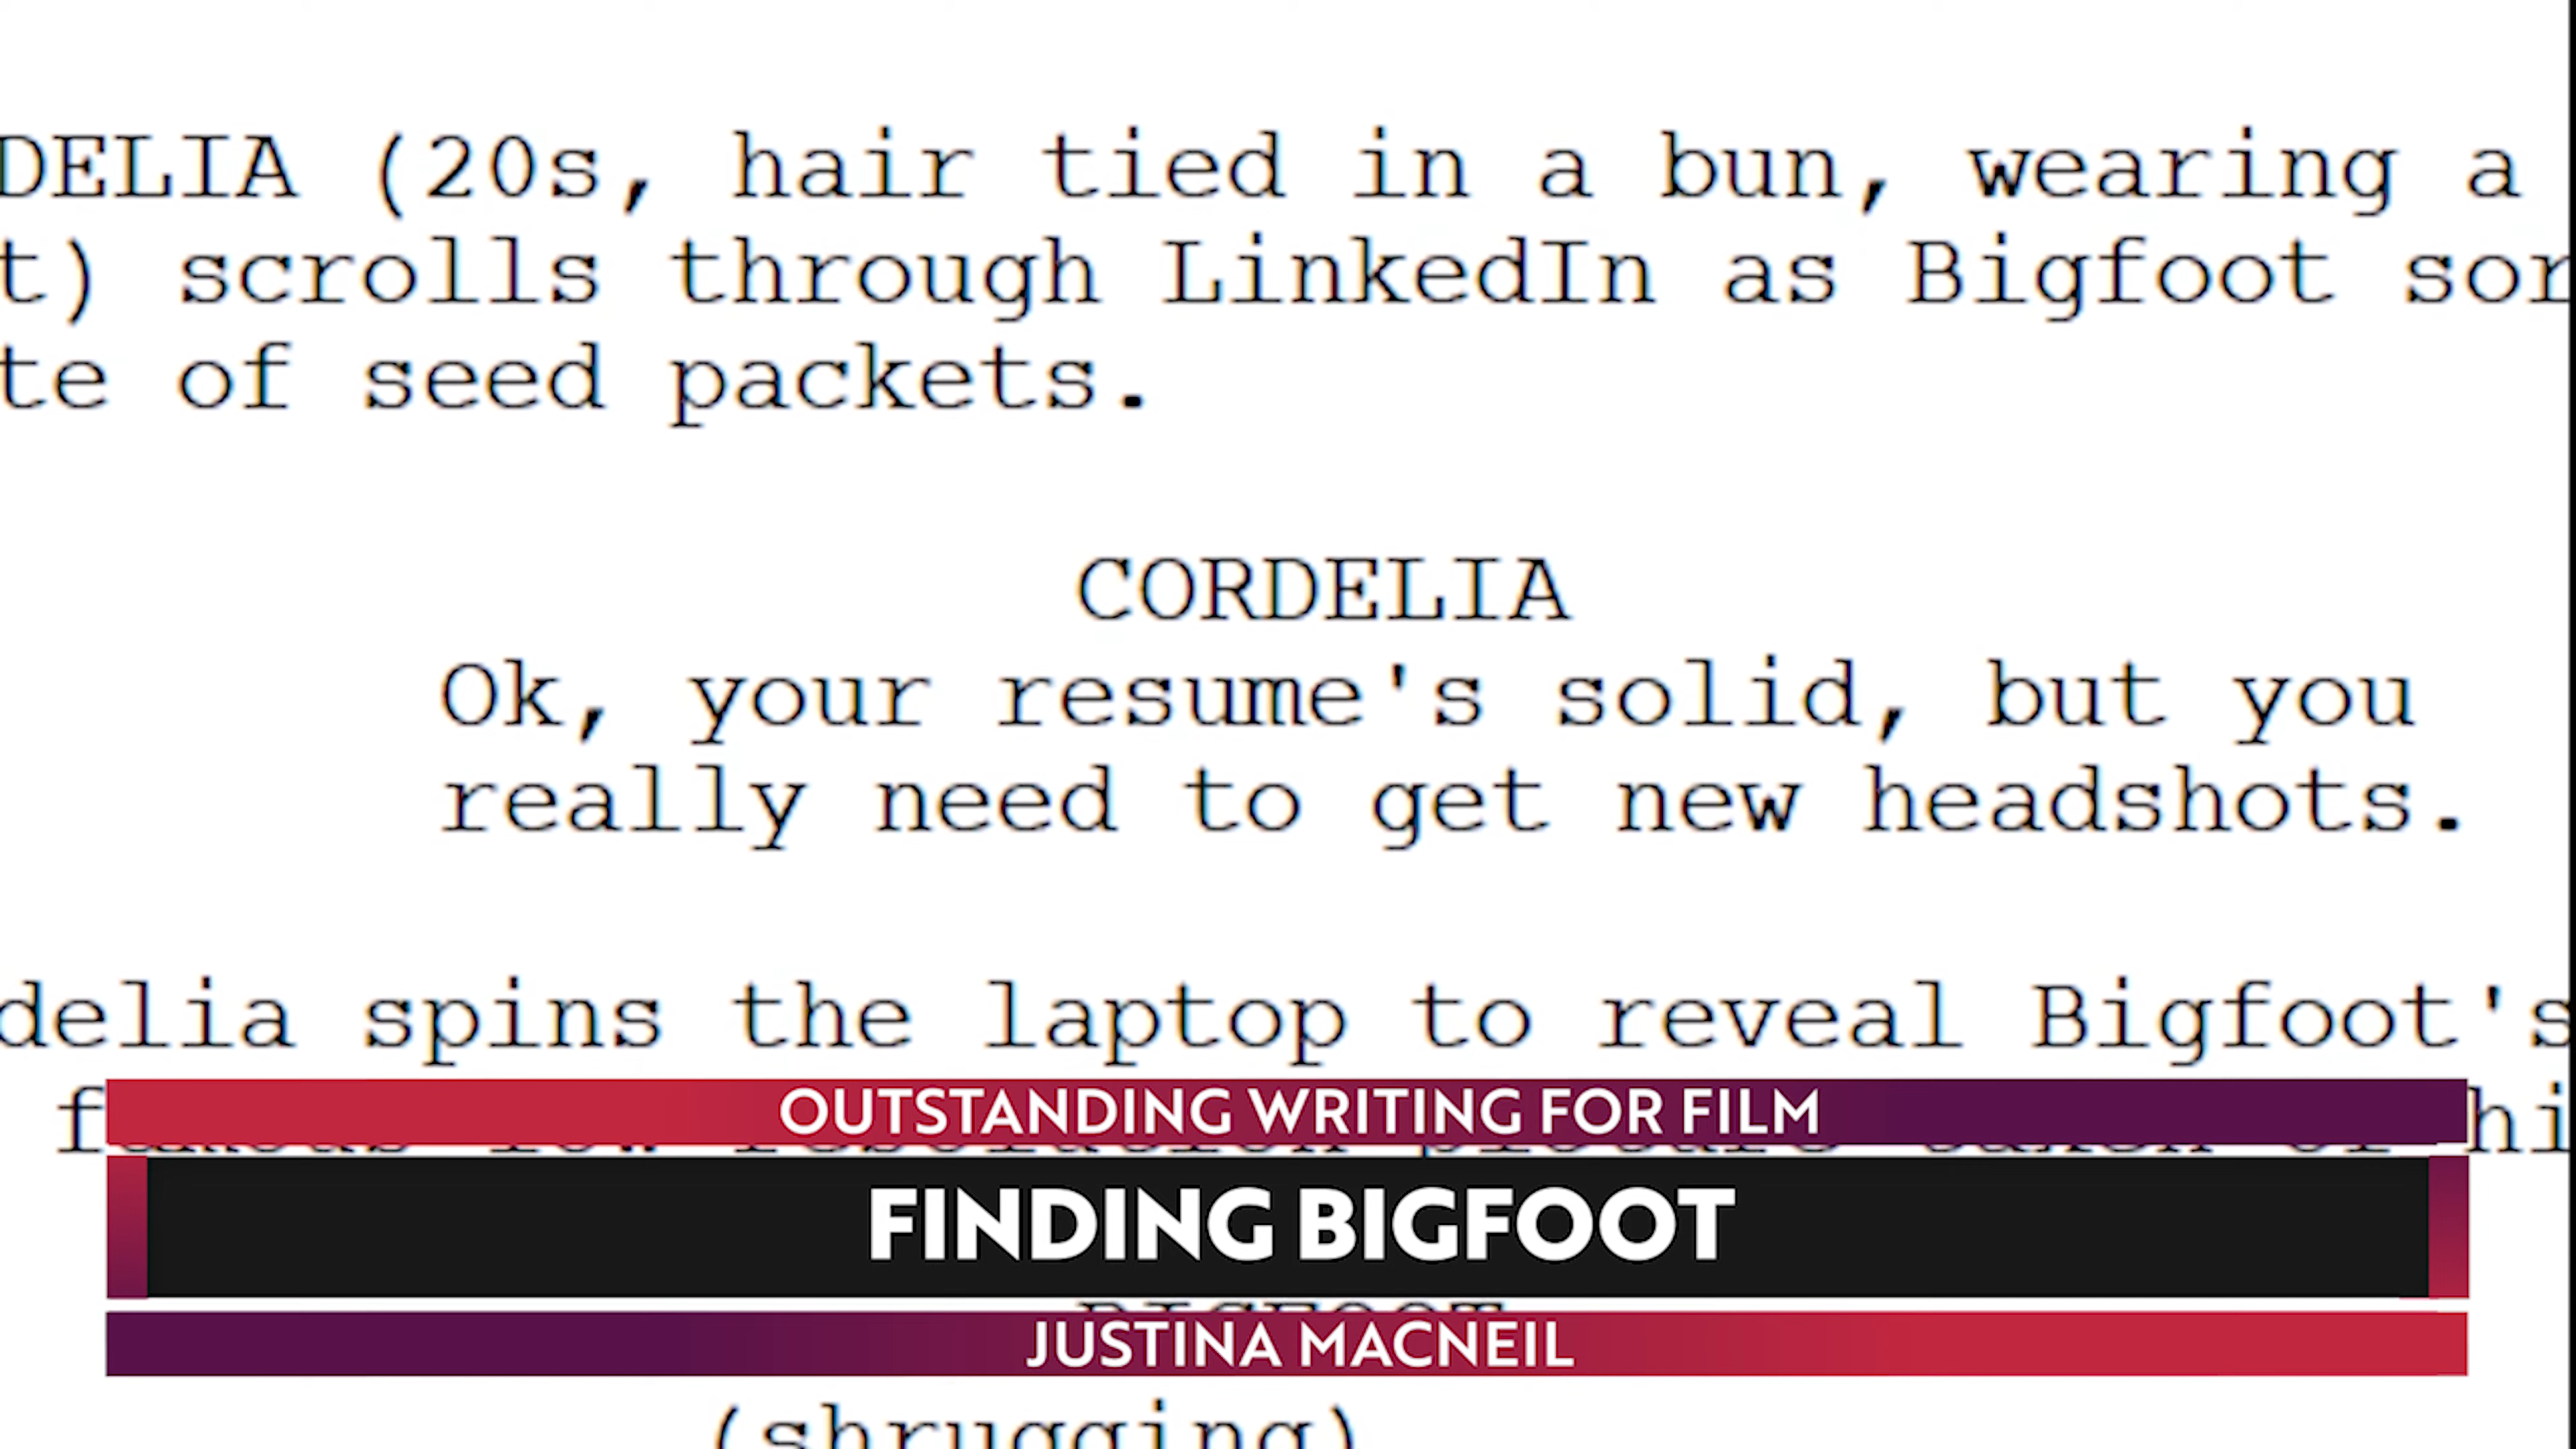 DELIA (20s, hair tied in a bun, wearing a
t) scrolls through LinkedIn as Bigfoot sor
te of seed packets.
CORDELIA
Ok, your resume's solid, but you
really need to get new headshots.
delia spins the laptop to reveal Bigfoot's
OUTSTANDING WRITING FOR FILM
FINDING BIGFOOT
BIGFOOT
JUSTINA MACNEIL
(shrugging)